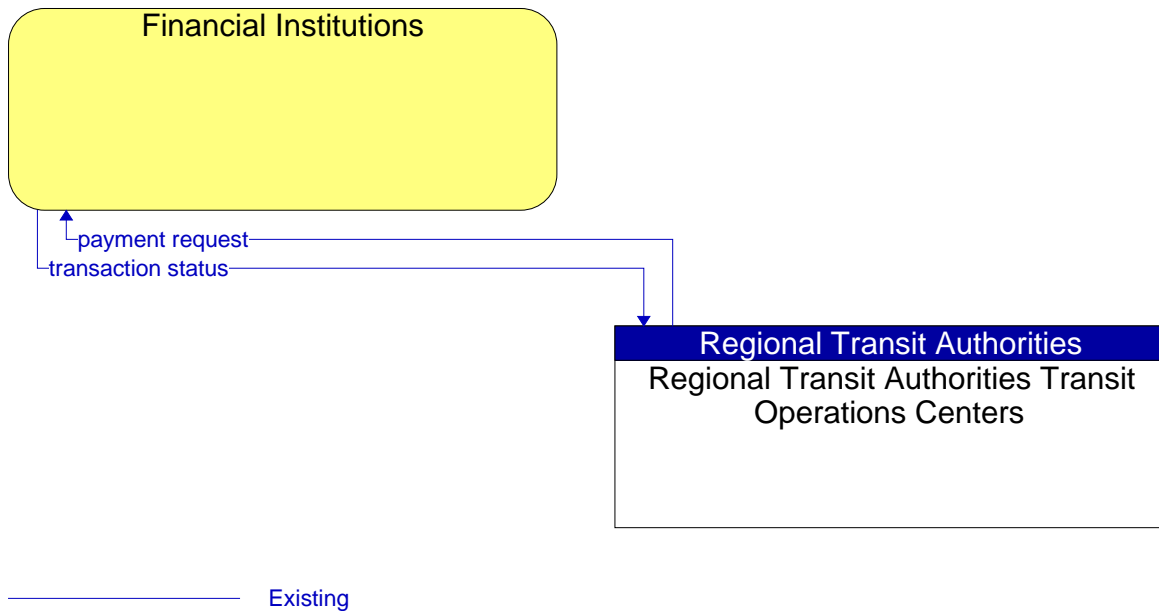 Financial Institutions
payment request
transaction status
Regional Transit Authorities
Regional Transit Authorities Transit
Operations Centers
Existing